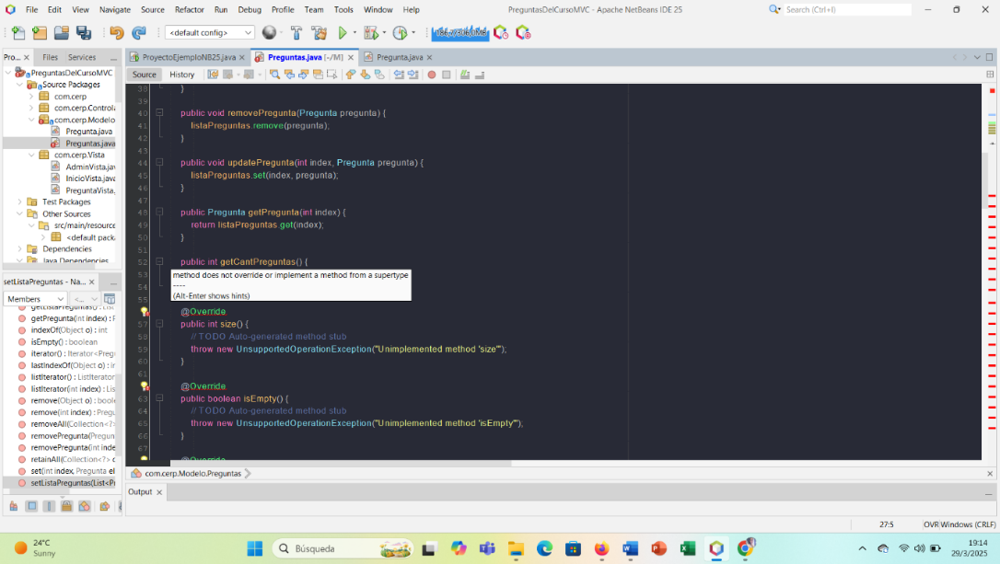 File Edit View Navigate Source Refactor Run Debug Profile Team Tools Window Help
PreguntasDelCursoMVC - Apache NetBeans IDE 25
Search (Ctrl+I)
<default config>
Pro... Files Services
PreguntasDelCursoMVC
Source Packages
com.cerp
com.cerp.Controla
com.cerp.Modelo
Pregunta.java
Preguntas.java
com.cerp.Vista
AdminVista.jav
InicioVista.java
PreguntaVista.
Test Packages
Other Sources
src/main/resource
<default pack
Dependencies
Java Dependencies
setListaPreguntas - Na...
Members
<...
getListaPreguntas() : List
getPregunta(int index) : P
indexOf(Object o) : int
isEmpty() : boolean
iterator() : Iterator<Preg
lastIndexOf(Object o) : in
listIterator() : ListIterator
listIterator(int index) : Lis
remove(Object o) : bool
remove(int index) : Pregu
removeAll(Collection<?>
removePregunta(Pregun
removePregunta(int inde
retainAll(Collection<?> c
set(int index, Pregunta el
setListaPreguntas(List<Pr
ProyectoEjemploNB25.java Preguntas.java [-/M] Pregunta.java
Source History
38 }
39
40 public void removePregunta(Pregunta pregunta) {
41 listaPreguntas.remove(pregunta);
42 }
43
44 public void updatePregunta(int index, Pregunta pregunta) {
45 listaPreguntas.set(index, pregunta);
46 }
47
48 public Pregunta getPregunta(int index) {
49 return listaPreguntas.get(index);
50 }
51
52 public int getCantPreguntas() {
53 method does not override or implement a method from a supertype
----
54 (Alt-Enter shows hints)
55
@Override
57 public int size() {
58 // TODO Auto-generated method stub
59 throw new UnsupportedOperationException("Unimplemented method 'size'");
60 }
61
@Override
63 public boolean isEmpty() {
64 // TODO Auto-generated method stub
65 throw new UnsupportedOperationException("Unimplemented method 'isEmpty'");
66 }
67
@Override
com.cerp.Modelo.Preguntas
Output
27:5 OVR Windows (CRLF)
24°C
Sunny
Búsqueda
19:14
29/3/2025